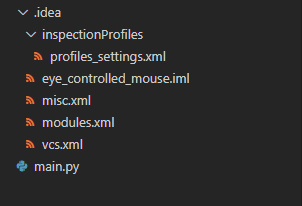 .idea
inspectionProfiles
profiles_settings.xml
eye_controlled_mouse.iml
misc.xml
modules.xml
vcs.xml
main.py